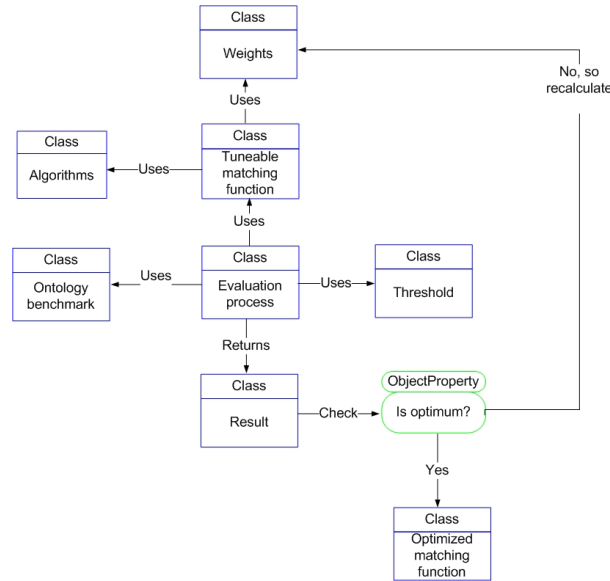 Class
Weights
No, so
recalculate
Uses
Class
Tuneable
matching
function
Class
Algorithms
Uses
Uses
Class
Ontology
benchmark
Uses
Class
Evaluation
process
Uses
Class
Threshold
Returns
Class
Result
Check
ObjectProperty
Is optimum?
Yes
Class
Optimized
matching
function